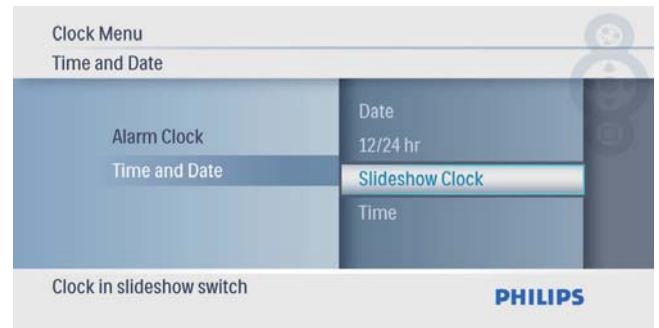 Clock Menu
Time and Date
Alarm Clock
Time and Date
Date
12/24 hr
Slideshow Clock
Time
Clock in slideshow switch
PHILIPS